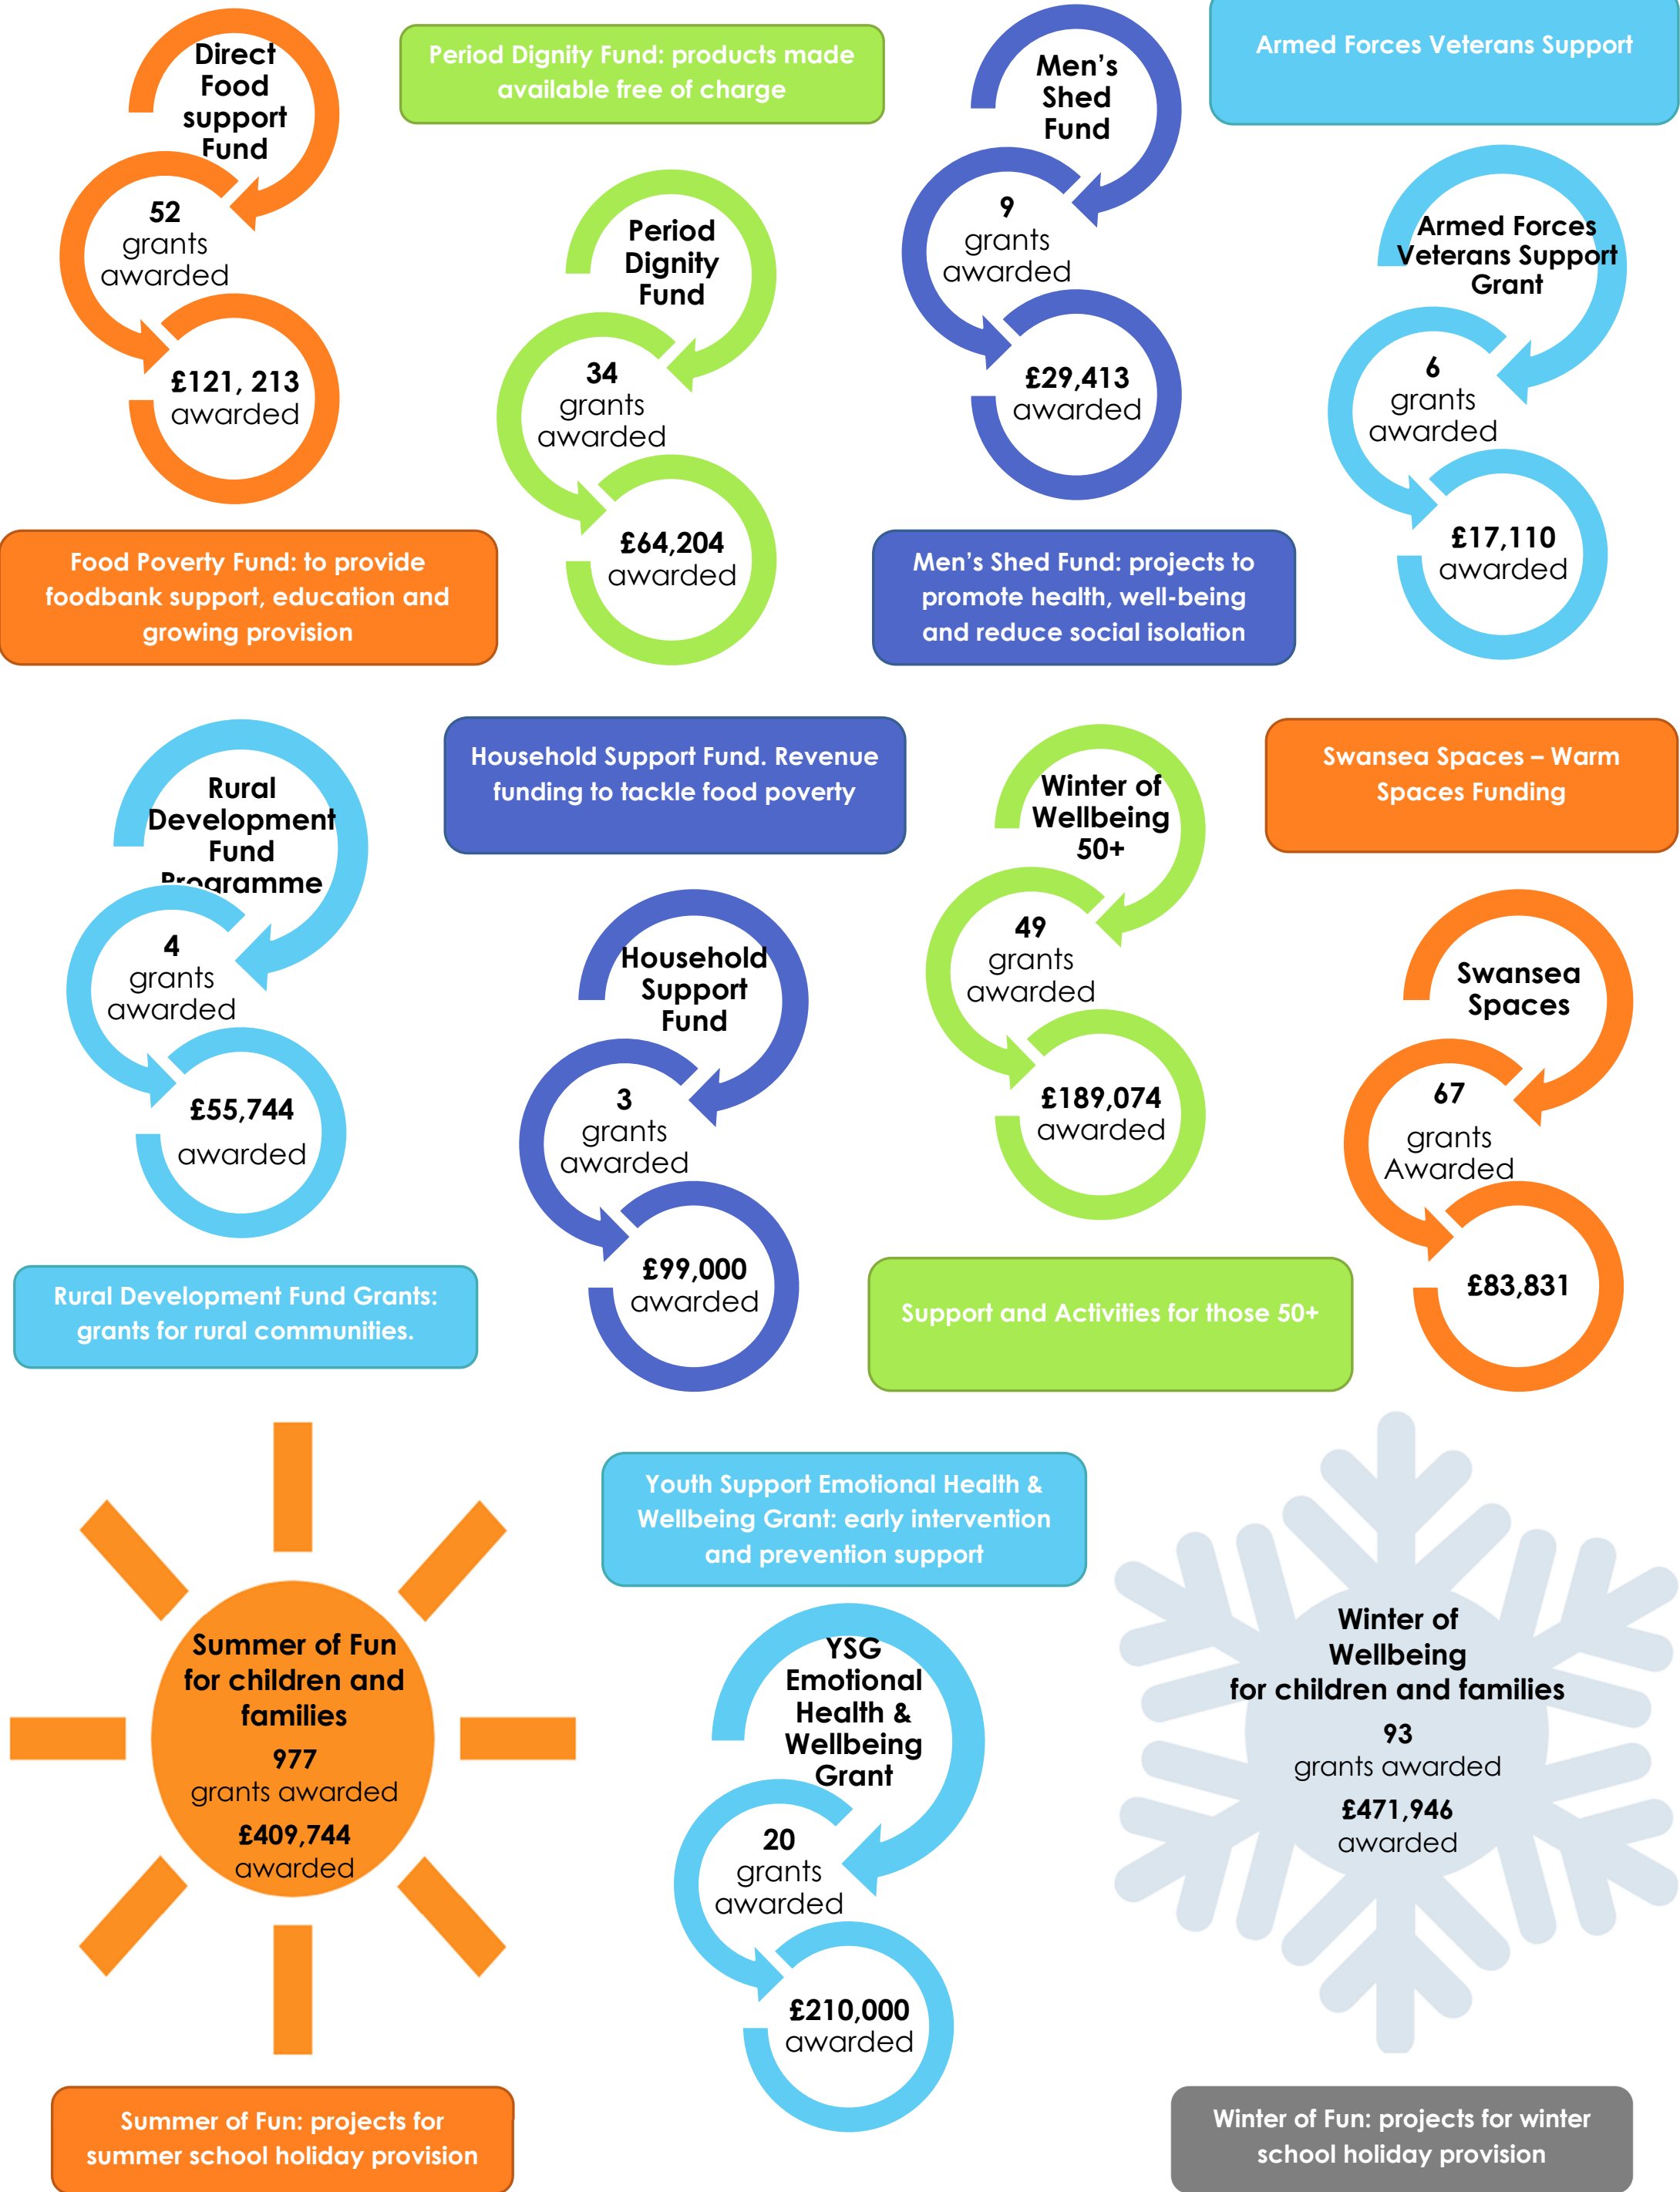 Direct
Food
support
Fund
52
grants
awarded
£121, 213
awarded
Food Poverty Fund: to provide
foodbank support, education and
growing provision
Period Dignity Fund: products made
available free of charge
Period
Dignity
Fund
34
grants
awarded
£64,204
awarded
Men’s
Shed
Fund
9
grants
awarded
£29,413
awarded
Men’s Shed Fund: projects to
promote health, well-being
and reduce social isolation
Armed Forces Veterans Support
Armed Forces
Veterans Support
Grant
6
grants
awarded
£17,110
awarded
Rural
Development
Fund
Programme
4
grants
awarded
£55,744
awarded
Rural Development Fund Grants:
grants for rural communities.
Household Support Fund. Revenue
funding to tackle food poverty
Household
Support
Fund
3
grants
awarded
£99,000
awarded
Winter of
Wellbeing
50+
49
grants
awarded
£189,074
awarded
Support and Activities for those 50+
Swansea Spaces – Warm
Spaces Funding
Swansea
Spaces
67
grants
Awarded
£83,831
Summer of Fun
for children and
families
977
grants awarded
£409,744
awarded
Summer of Fun: projects for
summer school holiday provision
Youth Support Emotional Health &
Wellbeing Grant: early intervention
and prevention support
YSG
Emotional
Health &
Wellbeing
Grant
20
grants
awarded
£210,000
awarded
Winter of
Wellbeing
for children and families
93
grants awarded
£471,946
awarded
Winter of Fun: projects for winter
school holiday provision